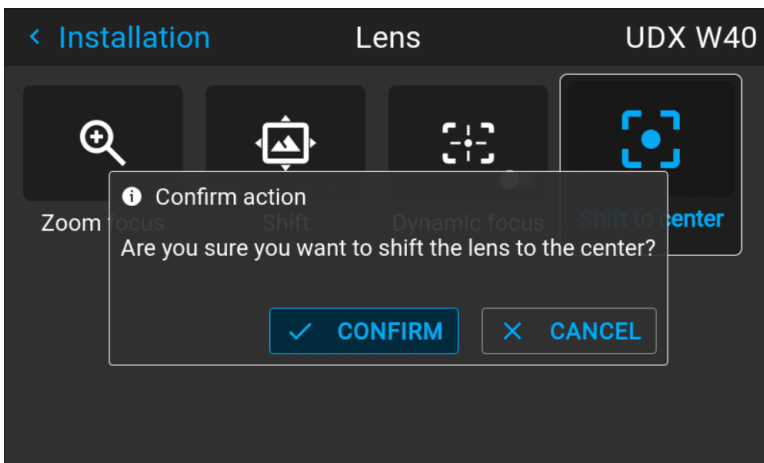 Installation
Lens
UDX W40
Confirm action
Zoom focus
Shift
Dynamic focus
Shift to center
Are you sure you want to shift the lens to the center?
CONFIRM
CANCEL